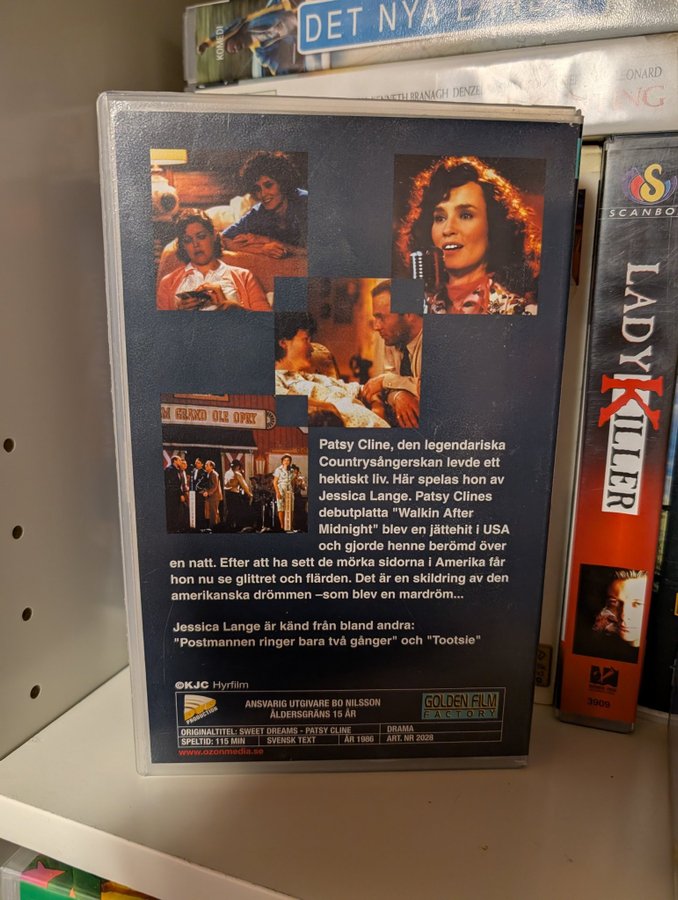 KOMEDI
DET NYA
KENNETH BRANAGH
LEONARD
SCANBO
LADYKILLER
3909
GRAND OLE OPRY
Patsy Cline, den legendariska
Countrysångerskan levde ett
hektiskt liv. Här spelas hon av
Jessica Lange. Patsy Clines
debutplatta "Walkin After
Midnight" blev en jättehit i USA
och gjorde henne berömd över
en natt. Efter att ha sett de mörka sidorna i Amerika får
hon nu se glittret och flärden. Det är en skildring av den
amerikanska drömmen –som blev en mardröm...
Jessica Lange är känd från bland andra:
"Postmannen ringer bara två gånger" och "Tootsie"
©KJC Hyrfilm
PRODUCTION
ANSVARIG UTGIVARE BO NILSSON
ÅLDERSGRÄNS 15 ÅR
GOLDEN FILM
FACTORY
ORIGINALTITEL: SWEET DREAMS - PATSY CLINE
DRAMA
SPELTID: 115 MIN
SVENSK TEXT
ÅR 1986
ART. NR 2028
www.ozonmedia.se